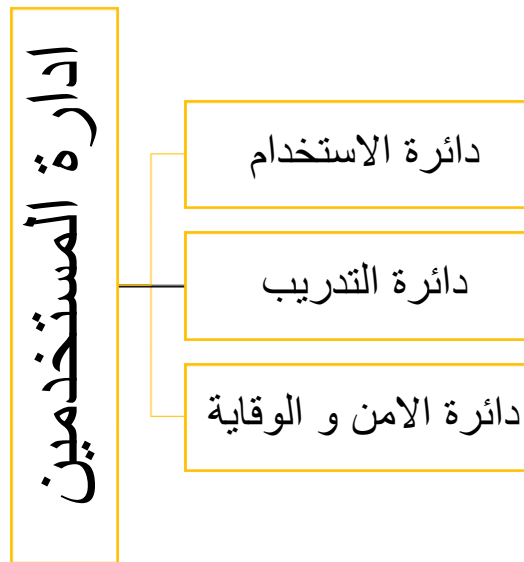 ادارة المستخدمين
دائرة الاستخدام
دائرة التدريب
دائرة الامن و الوقاية